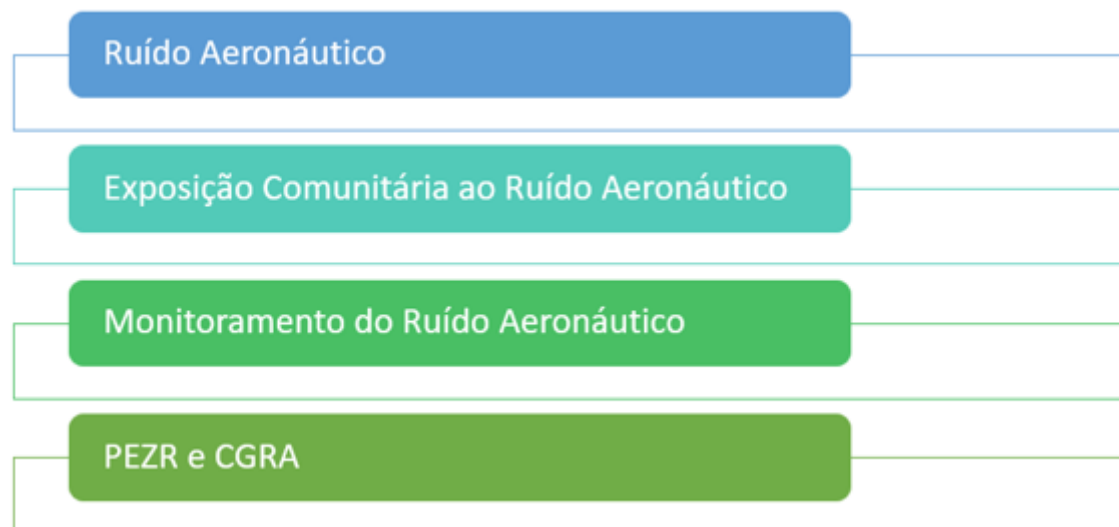 Ruído Aeronáutico
Exposição Comunitária ao Ruído Aeronáutico
Monitoramento do Ruído Aeronáutico
PEZR e CGRA